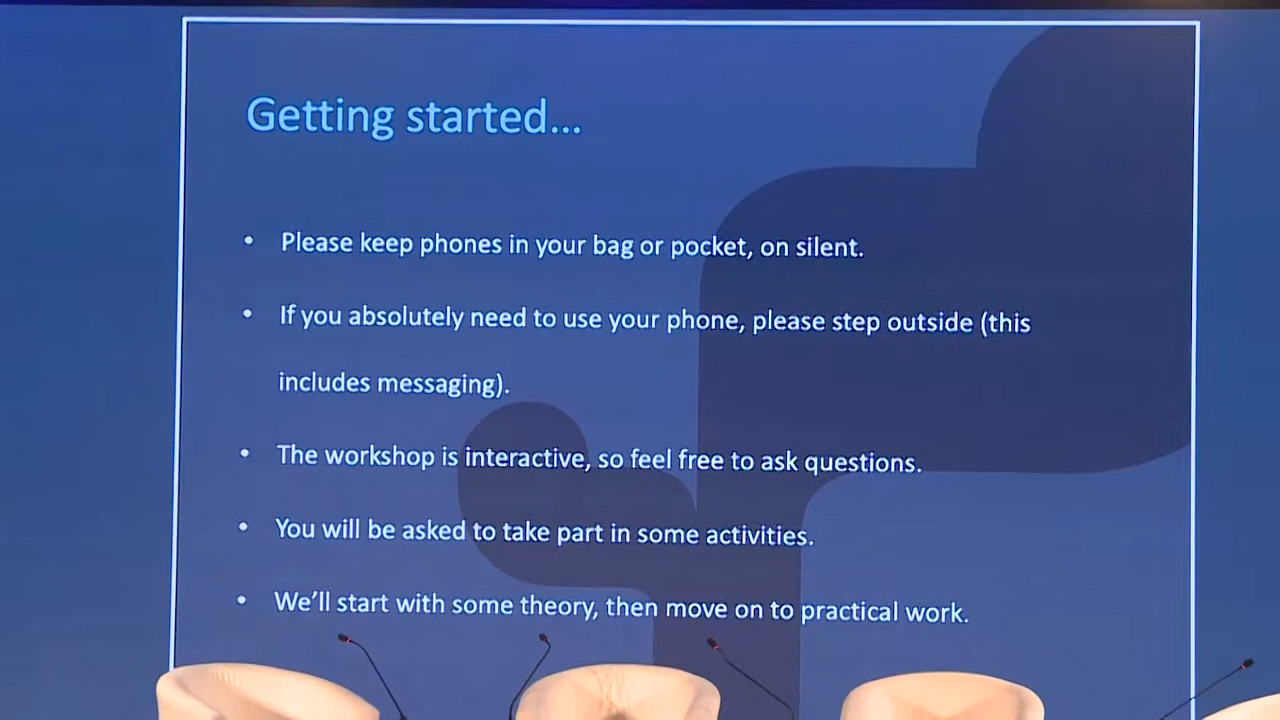 Getting started...
• Please keep phones in your bag or pocket, on silent.
• If you absolutely need to use your phone, please step outside (this
includes messaging).
• The workshop is interactive, so feel free to ask questions.
• You will be asked to take part in some activities.
• We'll start with some theory, then move on to practical work.